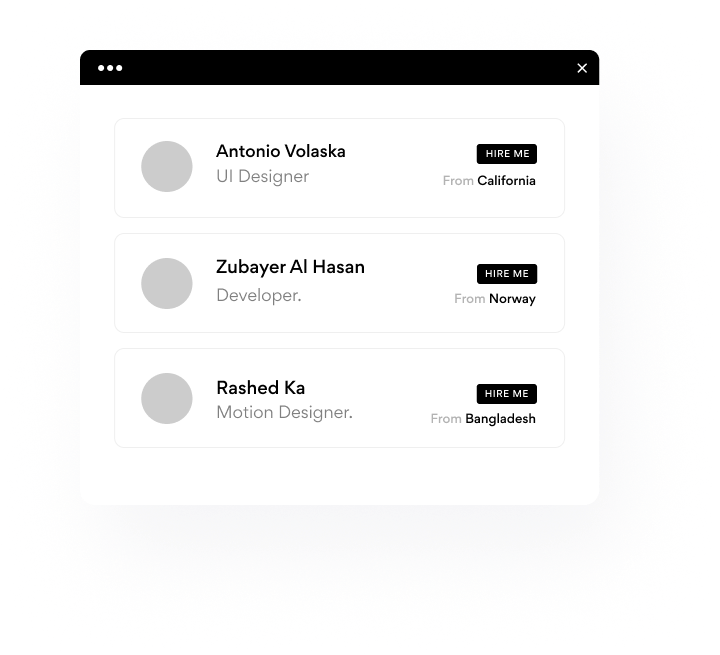 Antonio Volaska
UI Designer
HIRE ME
From California
Zubayer Al Hasan
Developer.
HIRE ME
From Norway
Rashed Ka
Motion Designer.
HIRE ME
From Bangladesh